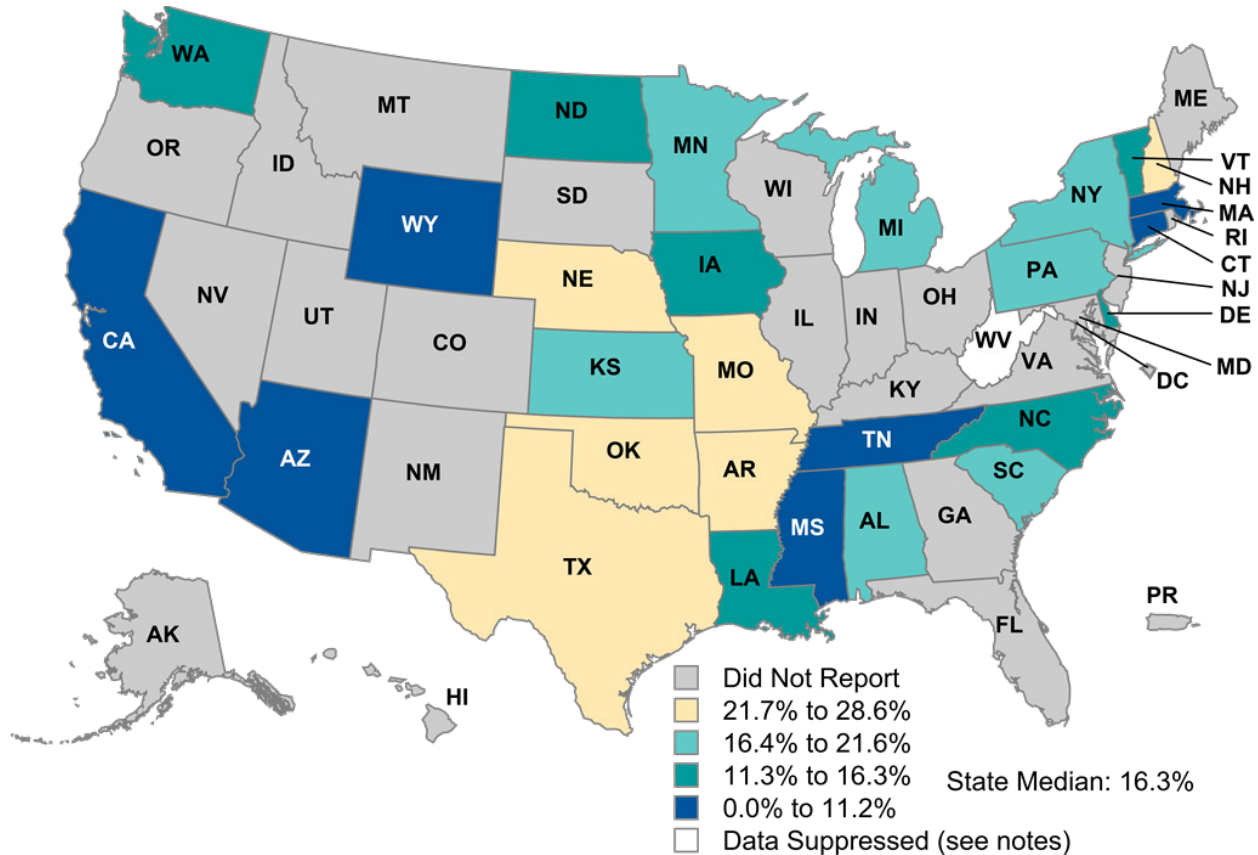 WA
MT
ND
MN
ME
OR
ID
SD
WI
VT
NH
NY
MA
WY
MI
RI
CT
IA
PA
NJ
NE
NV
OH
DE
UT
IL
IN
CA
CO
WV
MD
KS
MO
VA
DC
KY
NC
TN
AZ
OK
NM
AR
SC
MS
AL
GA
TX
LA
PR
AK
FL
HI
Did Not Report
21.7% to 28.6%
16.4% to 21.6%
11.3% to 16.3%
State Median: 16.3%
0.0% to 11.2%
Data Suppressed (see notes)